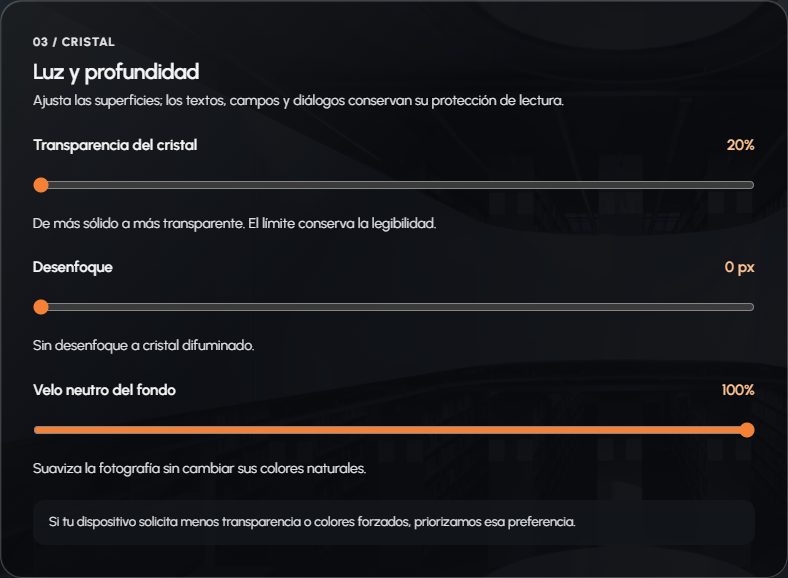 03 / CRISTAL
Luz y profundidad
Ajusta las superficies; los textos, campos y diálogos conservan su protección de lectura.
Transparencia del cristal 20%
De más sólido a más transparente. El límite conserva la legibilidad.
Desenfoque 0 px
Sin desenfoque a cristal difuminado.
Velo neutro del fondo 100%
Suaviza la fotografía sin cambiar sus colores naturales.
Si tu dispositivo solicita menos transparencia o colores forzados, priorizamos esa preferencia.